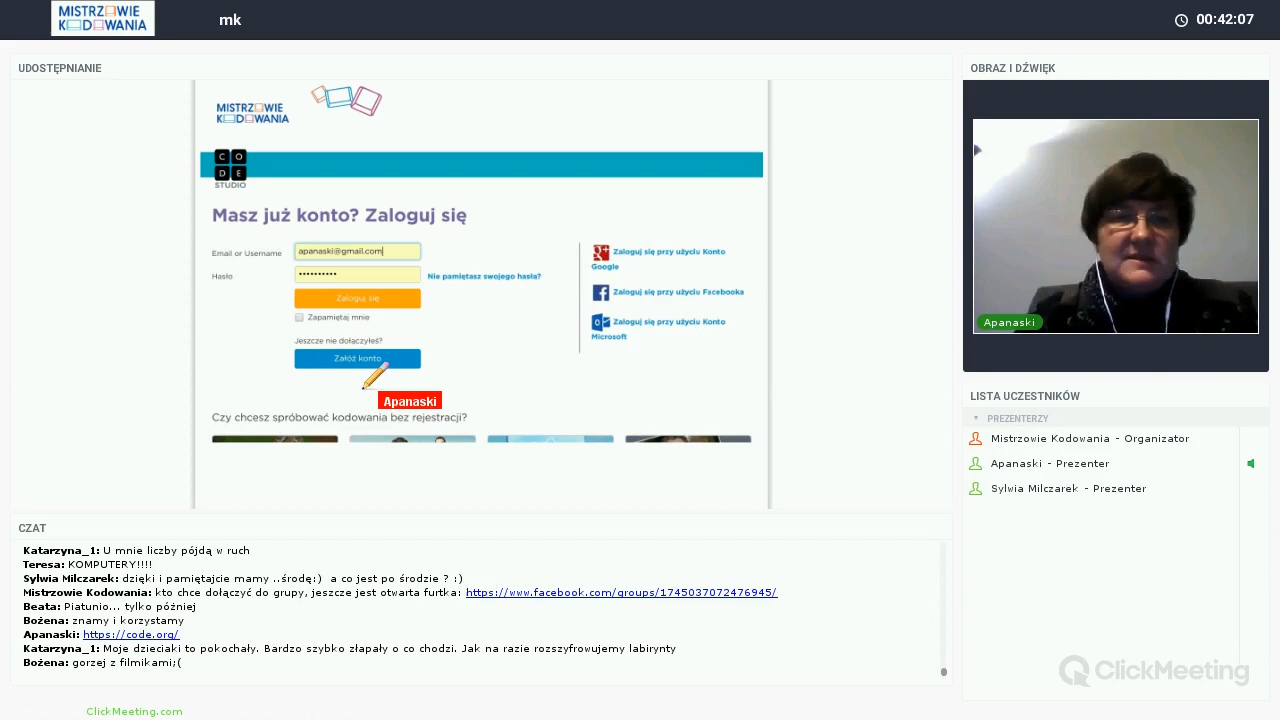 MISTRZOWIE
KODOWANIA
mk
00:42:07
UDOSTĘPNIANIE
MISTRZOWIE
KODOWANIA
CODE
STUDIO
Masz już konto? Zaloguj się
Email or Username
apanaski@gmail.com
Hasło
••••••••••
Nie pamiętasz swojego hasła?
Zaloguj się
Zapamiętaj mnie
Jeszcze nie dołączyłeś?
Załóż konto
Zaloguj się przy użyciu Konto
Google
Zaloguj się przy użyciu Facebooka
Zaloguj się przy użyciu Konto
Microsoft
Apanaski
Czy chcesz spróbować kodowania bez rejestracji?
CZAT
Katarzyna_1: U mnie liczby pójdą w ruch
Teresa: KOMPUTERY!!!!
Sylwia Milczarek: dzięki i pamiętajcie mamy ..środę:)  a co jest po środzie ? :)
Mistrzowie Kodowania: kto chce dołączyć do grupy, jeszcze jest otwarta furtka: https://www.facebook.com/groups/1745037072476945/
Beata: Piatunio... tylko później
Bożena: znamy i korzystamy
Apanaski: https://code.org/
Katarzyna_1: Moje dzieciaki to pokochały. Bardzo szybko złapały o co chodzi. Jak na razie rozszyfrowujemy labirynty
Bożena: gorzej z filmikami;(
ClickMeeting.com
OBRAZ I DŹWIĘK
Apanaski
LISTA UCZESTNIKÓW
PREZENTERZY
Mistrzowie Kodowania - Organizator
Apanaski - Prezenter
Sylwia Milczarek - Prezenter
ClickMeeting